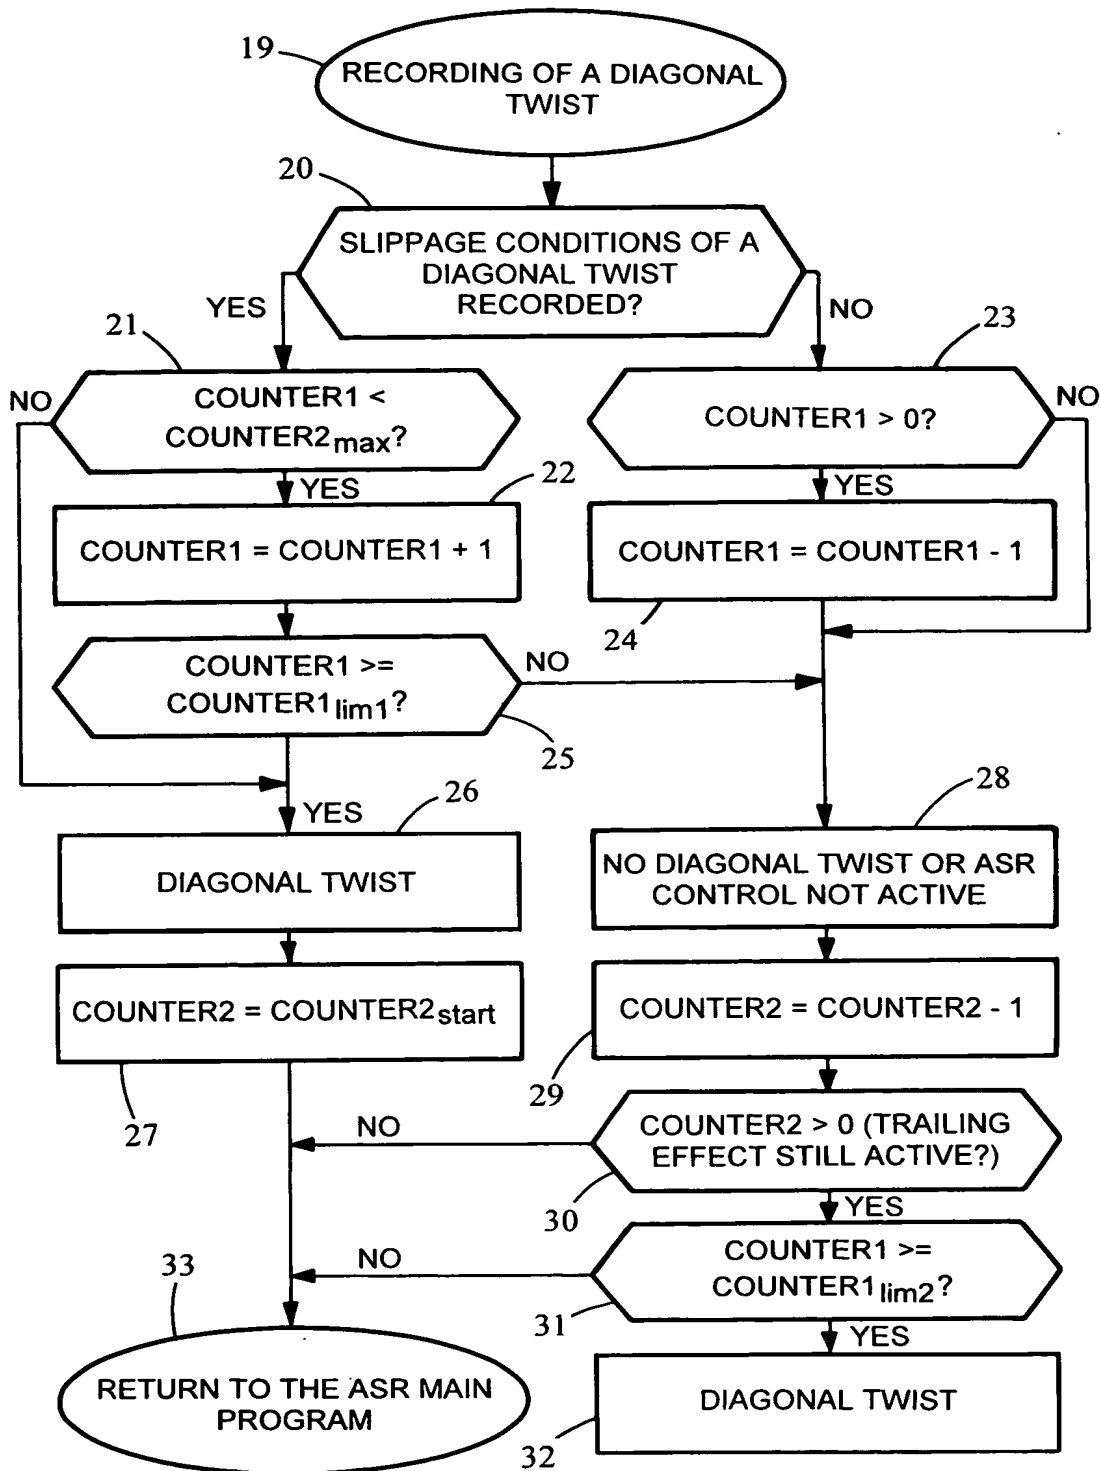 19
RECORDING OF A DIAGONAL
TWIST
20
SLIPPAGE CONDITIONS OF A
DIAGONAL TWIST
RECORDED?
YES
NO
21
23
COUNTER1 <
COUNTER2max?
NO
COUNTER1 > 0?
NO
YES
22
YES
COUNTER1 = COUNTER1 + 1
COUNTER1 = COUNTER1 - 1
24
COUNTER1 >=
COUNTER1lim1?
NO
25
YES
26
28
DIAGONAL TWIST
NO DIAGONAL TWIST OR ASR
CONTROL NOT ACTIVE
COUNTER2 = COUNTER2start
COUNTER2 = COUNTER2 - 1
27
29
COUNTER2 > 0 (TRAILING
EFFECT STILL ACTIVE?)
NO
30
YES
COUNTER1 >=
COUNTER1lim2?
NO
31
YES
33
RETURN TO THE ASR MAIN
PROGRAM
DIAGONAL TWIST
32